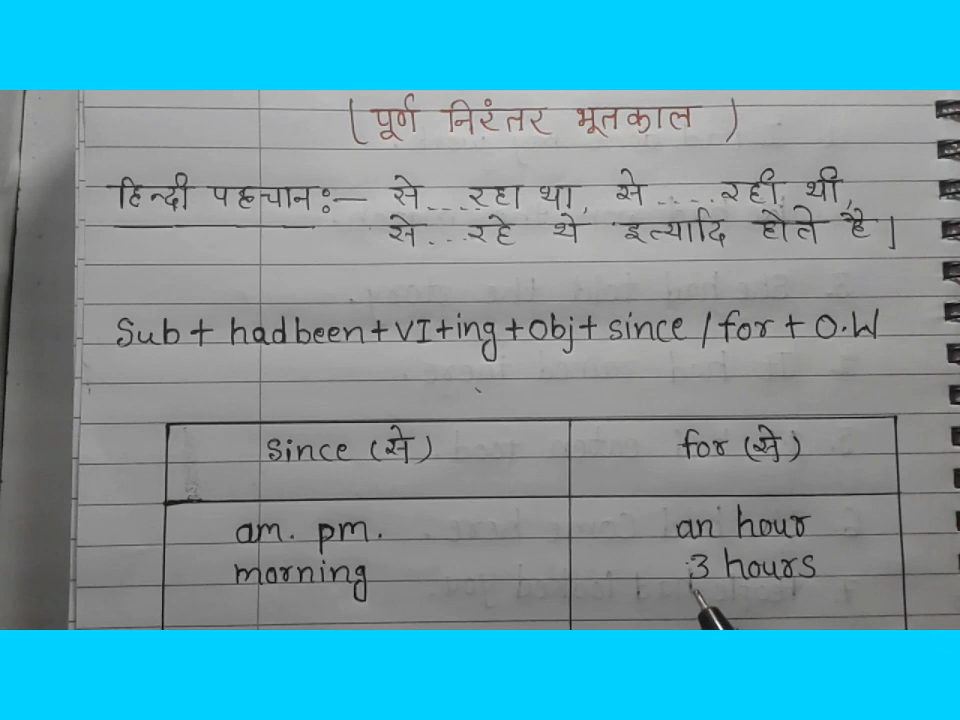 ( पूर्ण निरंतर भूतकाल )
हिन्दी पहचान:— से....रहा था, से.....रही थी,
से....रहे थे इत्यादि होते है।
Sub + had been + VI + ing + obj + since / for + O.W
since (से) for (से)
am. pm. an hour
morning 3 hours